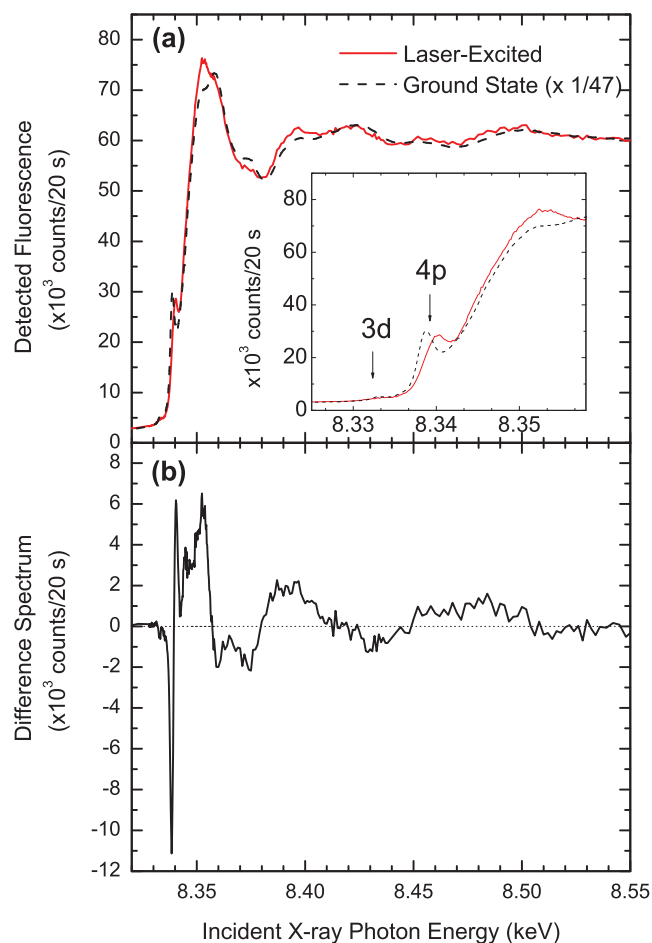 (a)
Laser-Excited
Ground State (x 1/47)
Detected Fluorescence
(x10³ counts/20 s)
80
70
60
50
40
30
20
10
0
x10³ counts/20 s
80
60
40
20
0
3d
4p
8.33
8.34
8.35
(b)
Difference Spectrum
(x10³ counts/20 s)
8
6
4
2
0
-2
-4
-6
-8
-10
-12
8.35
8.40
8.45
8.50
8.55
Incident X-ray Photon Energy (keV)